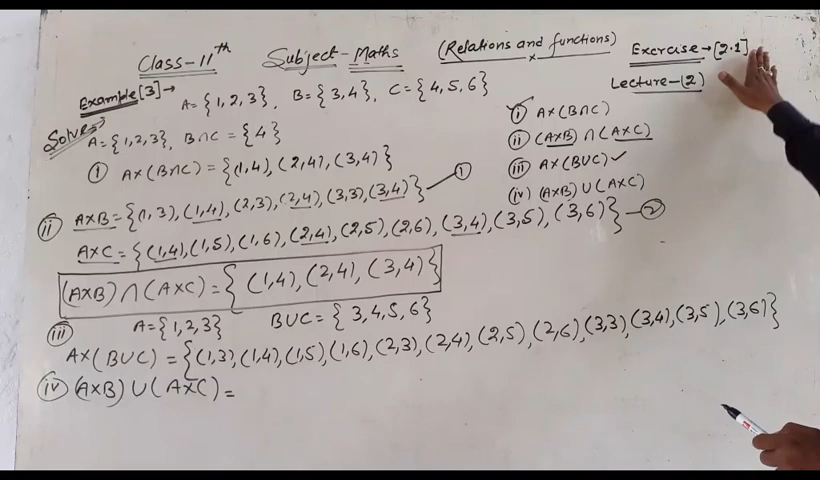 Class-11th Subject-Maths (Relations and functions) Excrcise→[2.1]
Lecture-(2)
Example[3]→ A={1,2,3}, B={3,4}, C={4,5,6}
(i) A×(B∩C)
(ii) (A×B)∩(A×C)
(iii) A×(B∪C) ✓
(iv) (A×B)∪(A×C)
Solve→ A={1,2,3}, B∩C={4}
(i) A×(B∩C)={(1,4),(2,4),(3,4)}
(ii) A×B={(1,3),(1,4),(2,3),(2,4),(3,3),(3,4)}—①
A×C={(1,4),(1,5),(1,6),(2,4),(2,5),(2,6),(3,4),(3,5),(3,6)}—②
(A×B)∩(A×C)={(1,4),(2,4),(3,4)}
(iii) A={1,2,3} B∪C={3,4,5,6}
A×(B∪C)={(1,3),(1,4),(1,5),(1,6),(2,3),(2,4),(2,5),(2,6),(3,3),(3,4),(3,5),(3,6)}
(iv) (A×B)∪(A×C)=